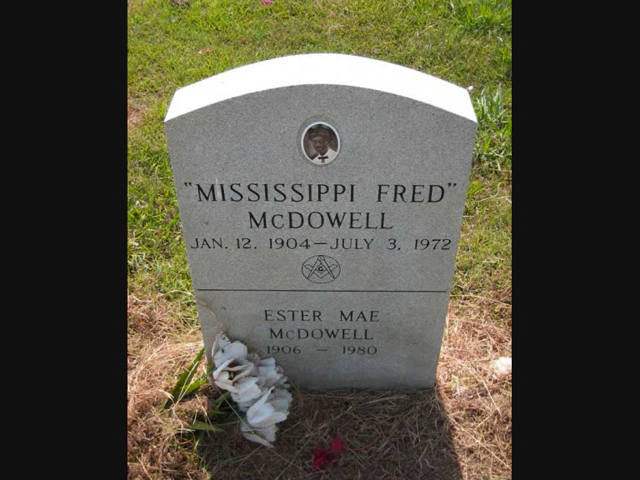 "MISSISSIPPI FRED"
McDOWELL
JAN. 12. 1904—JULY 3, 1972
G
ESTER MAE
McDOWELL
1906 — 1980